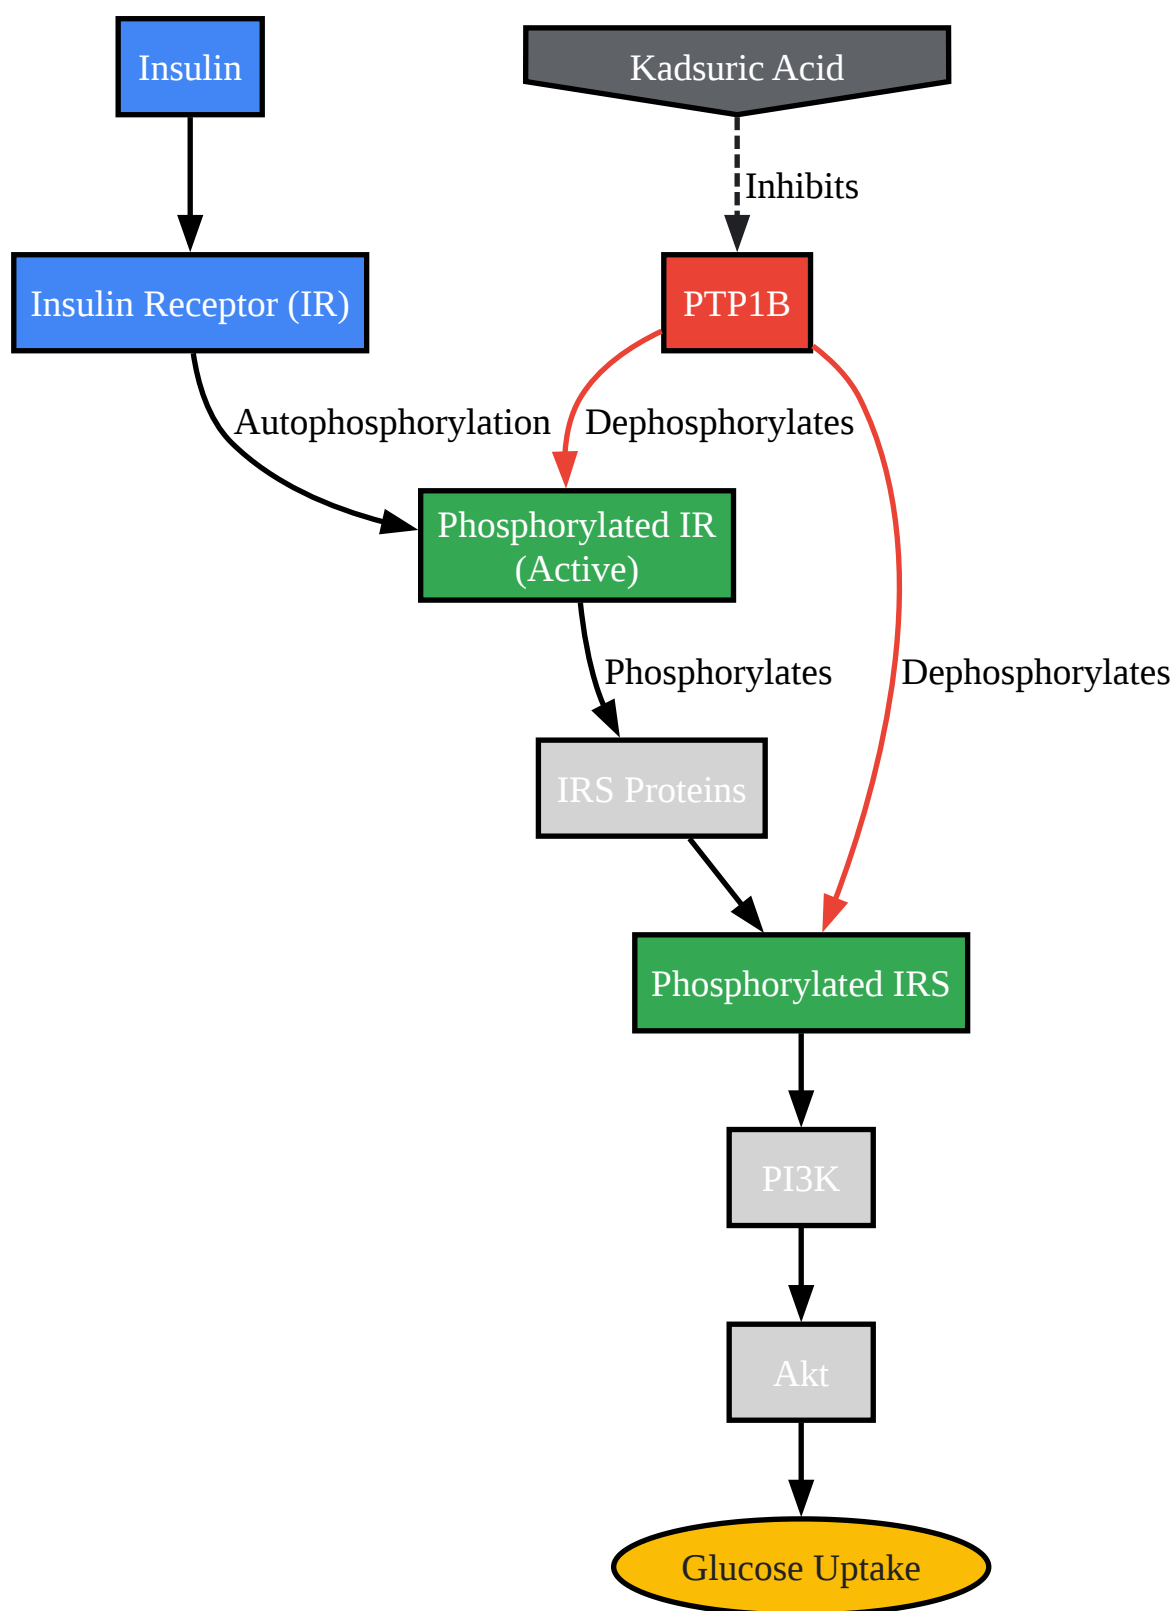 Insulin
Kadsuric Acid
Inhibits
Insulin Receptor (IR)
PTP1B
Autophosphorylation
Dephosphorylates
Phosphorylated IR
(Active)
Phosphorylates
Dephosphorylates
IRS Proteins
Phosphorylated IRS
PI3K
Akt
Glucose Uptake